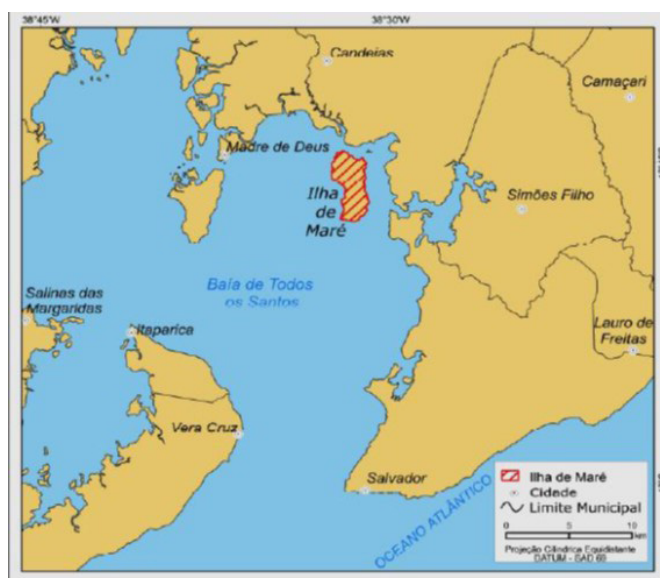 38°45'W
38°30'W
Candeias
Camaçari
Madre de Deus
Ilha
de
Maré
Simões Filho
Baía de Todos
os Santos
Salinas das
Margaridas
Itaparica
Lauro de
Freitas
Vera Cruz
Salvador
OCEANO ATLÂNTICO
Ilha de Maré
Cidade
Limite Municipal
0 5 10
km
Projeção Cilíndrica Equidistante
DATUM - SAD 69